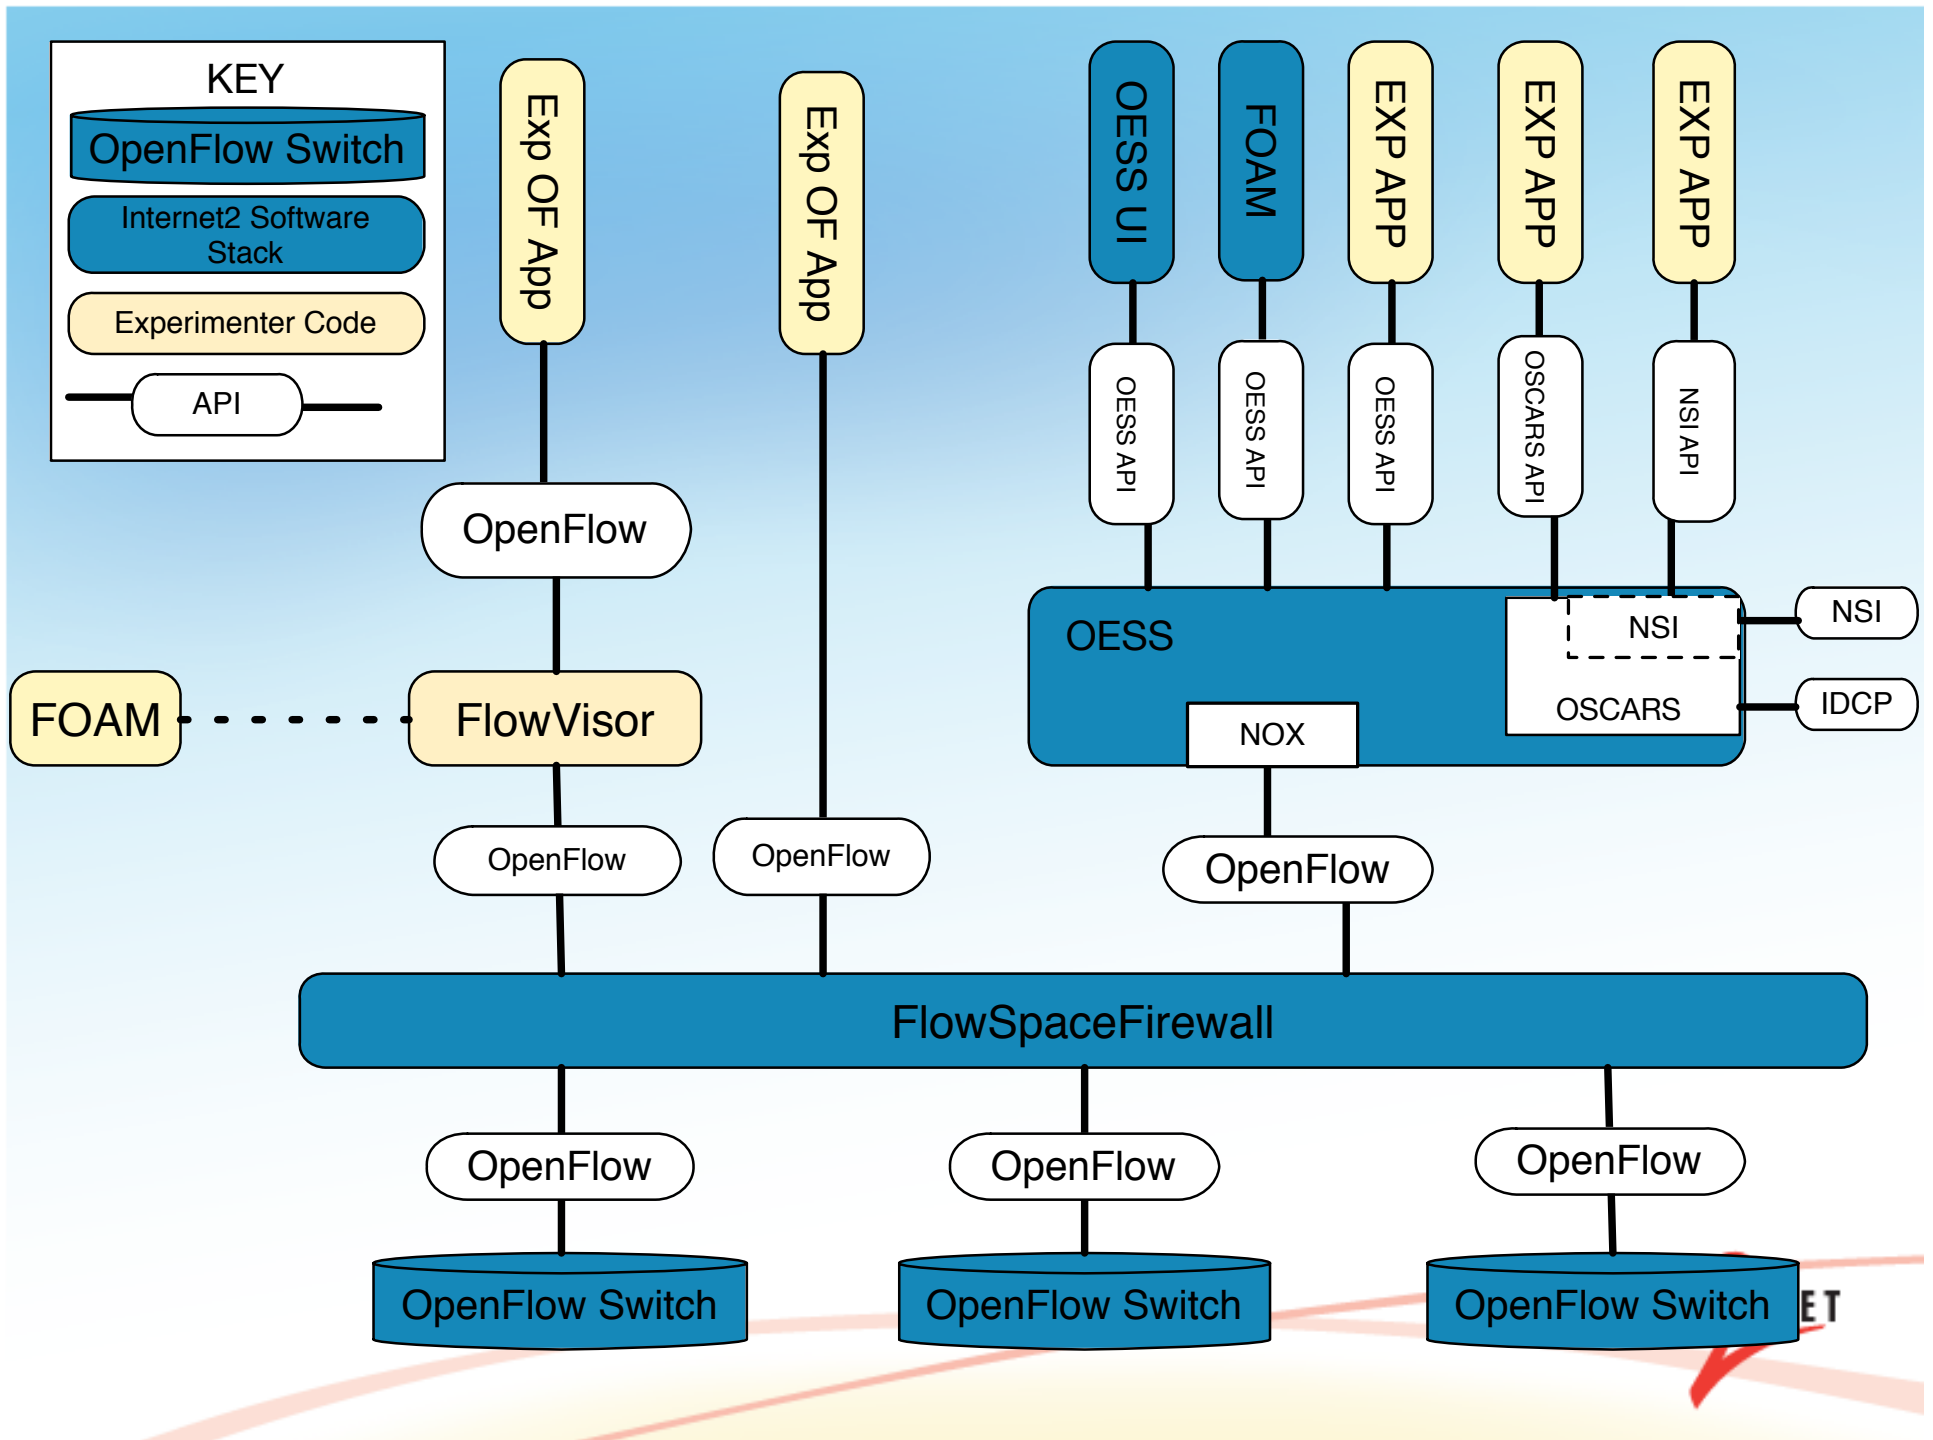 KEY
OpenFlow Switch
Internet2 Software
Stack
Experimenter Code
API
Exp OF App
Exp OF App
OESS UI
FOAM
EXP APP
EXP APP
EXP APP
OESS API
OESS API
OESS API
OSCARS API
NSI API
OpenFlow
OESS
NSI
NSI
OSCARS
IDCP
FOAM
FlowVisor
NOX
OpenFlow
OpenFlow
OpenFlow
FlowSpaceFirewall
OpenFlow
OpenFlow
OpenFlow
OpenFlow Switch
OpenFlow Switch
OpenFlow Switch
ET